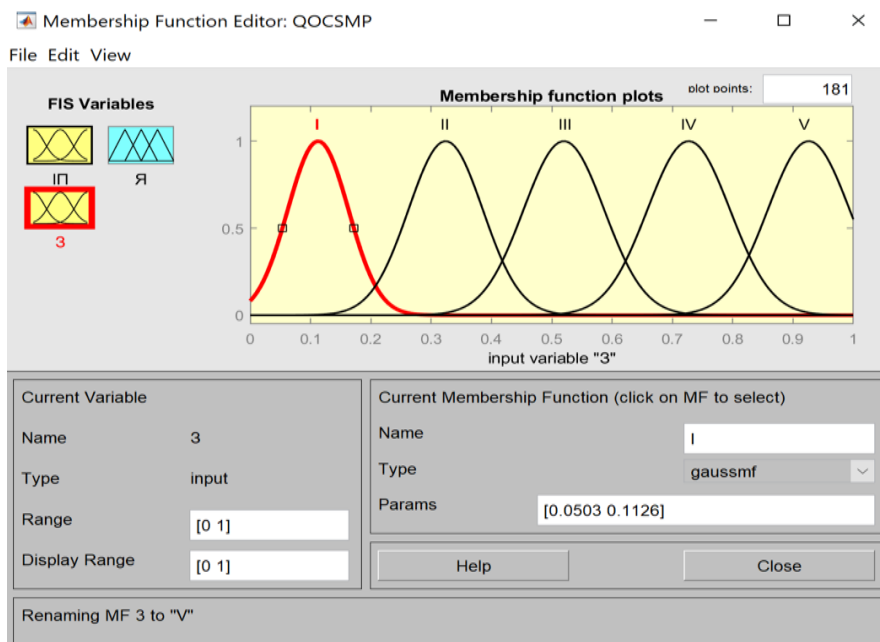 Membership Function Editor: QOCSMP
File Edit View
FIS Variables
ІП
Я
З
Membership function plots
plot points:
181
I
II
III
IV
V
1
0.5
0
0
0.1
0.2
0.3
0.4
0.5
0.6
0.7
0.8
0.9
1
input variable "З"
Current Variable
Name З
Type input
Range [0 1]
Display Range [0 1]
Current Membership Function (click on MF to select)
Name I
Type gaussmf
Params [0.0503 0.1126]
Help
Close
Renaming MF 3 to "V"